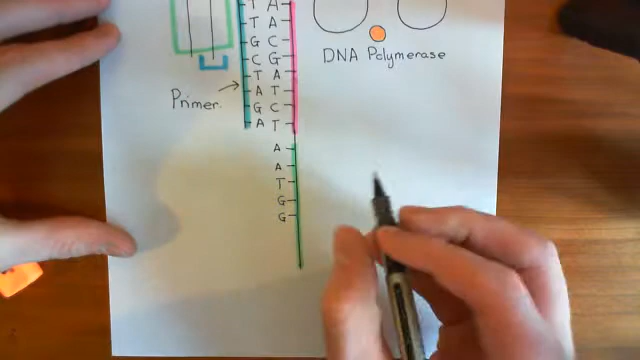 T A
T A
G C
C G
T A
A T
G C
A T
A
A
T
G
G
Primer.
DNA Polymerase